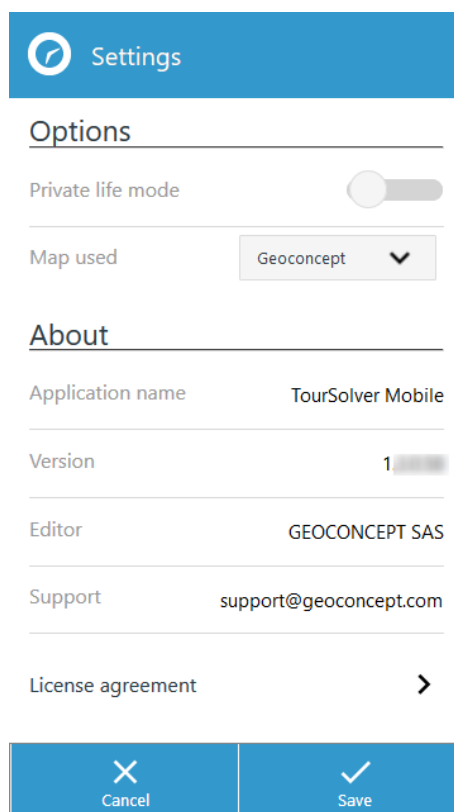 Settings
Options
Private life mode
Map used Geoconcept
About
Application name TourSolver Mobile
Version 1.
Editor GEOCONCEPT SAS
Support support@geoconcept.com
License agreement
Cancel Save